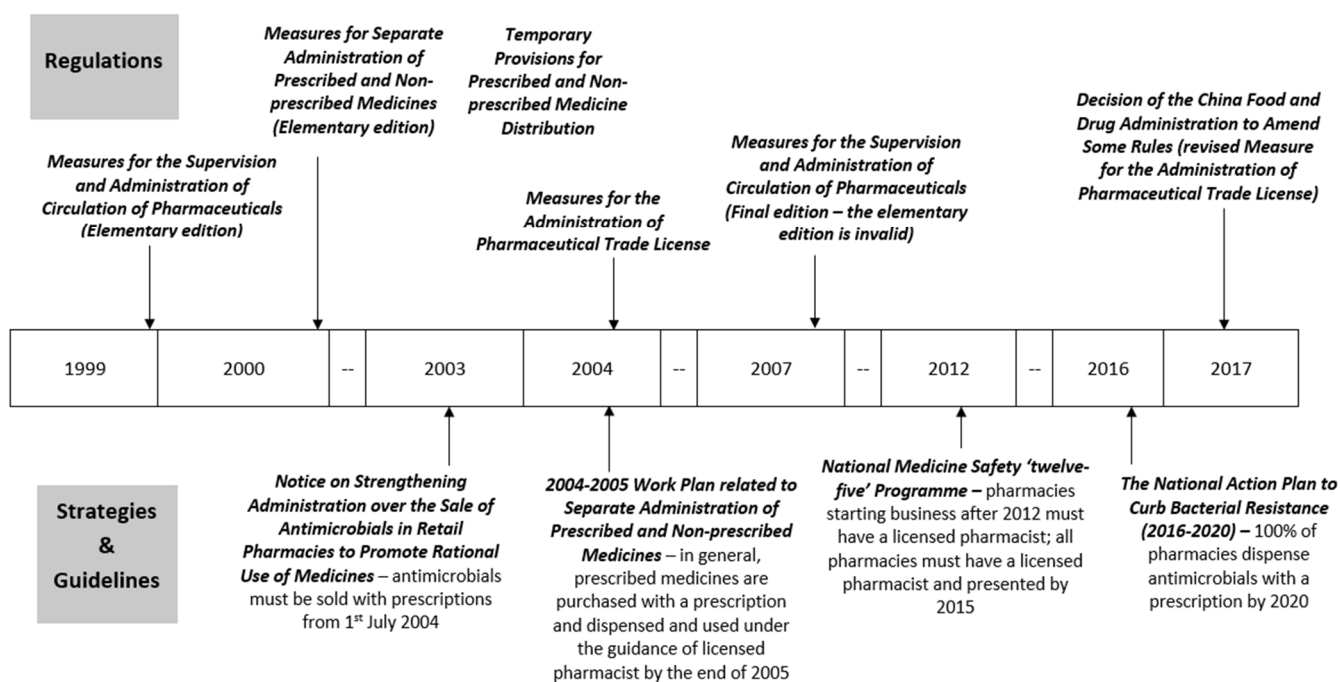 Regulations
Measures for the Supervision
and Administration of
Circulation of Pharmaceuticals
(Elementary edition)
Measures for Separate
Administration of
Prescribed and Non-
prescribed Medicines
(Elementary edition)
Temporary
Provisions for
Prescribed and Non-
prescribed Medicine
Distribution
Measures for the
Administration of
Pharmaceutical Trade License
Measures for the Supervision
and Administration of
Circulation of Pharmaceuticals
(Final edition – the elementary
edition is invalid)
Decision of the China Food and
Drug Administration to Amend
Some Rules (revised Measure
for the Administration of
Pharmaceutical Trade License)
1999 2000 -- 2003 2004 -- 2007 -- 2012 -- 2016 2017
Strategies
&
Guidelines
Notice on Strengthening
Administration over the Sale of
Antimicrobials in Retail
Pharmacies to Promote Rational
Use of Medicines – antimicrobials
must be sold with prescriptions
from 1st July 2004
2004-2005 Work Plan related to
Separate Administration of
Prescribed and Non-prescribed
Medicines – in general,
prescribed medicines are
purchased with a prescription
and dispensed and used under
the guidance of licensed
pharmacist by the end of 2005
National Medicine Safety ‘twelve-
five’ Programme – pharmacies
starting business after 2012 must
have a licensed pharmacist; all
pharmacies must have a licensed
pharmacist and presented by
2015
The National Action Plan to
Curb Bacterial Resistance
(2016-2020) – 100% of
pharmacies dispense
antimicrobials with a
prescription by 2020